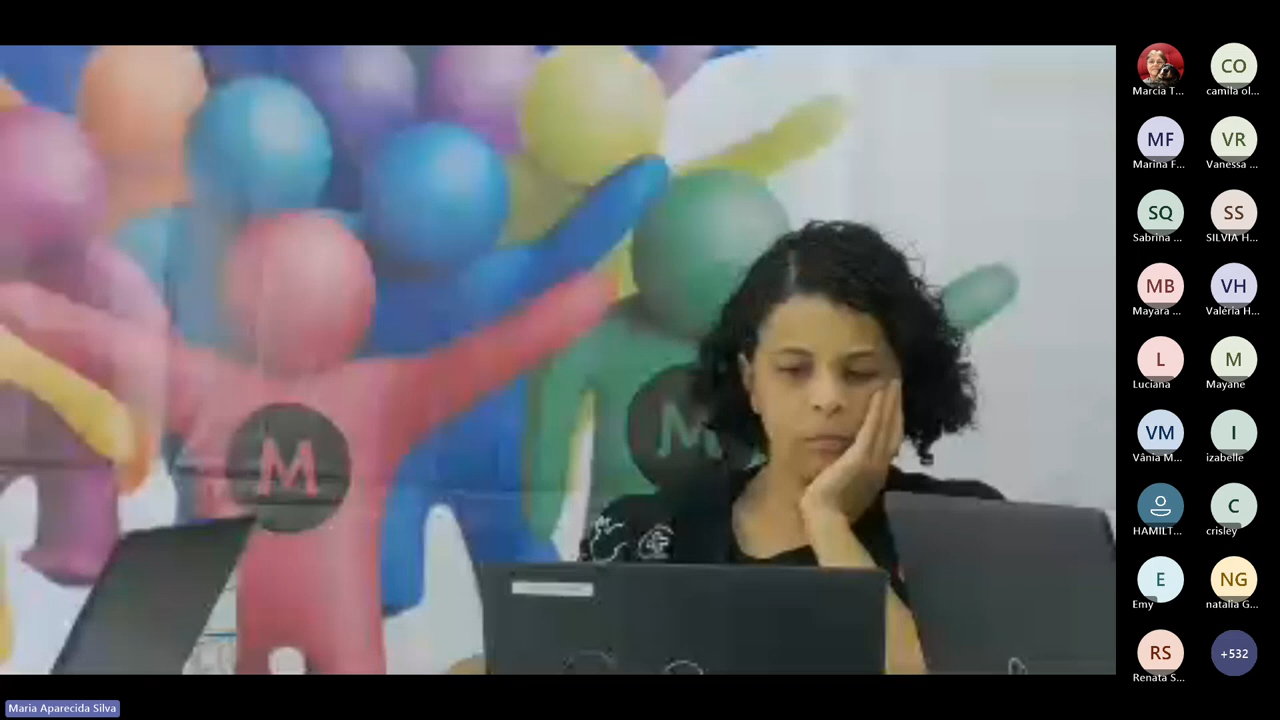 Marcia T...
CO
camila ol...
MF
Marina F...
VR
Vanessa ...
SQ
Sabrina ...
SS
SILVIA H...
MB
Mayara ...
VH
Valéria H...
L
Luciana
M
Mayane
VM
Vânia M...
I
izabelle
HAMILT...
C
crisley
E
Emy
NG
natalia G...
RS
Renata S...
+532
M
M
Maria Aparecida Silva